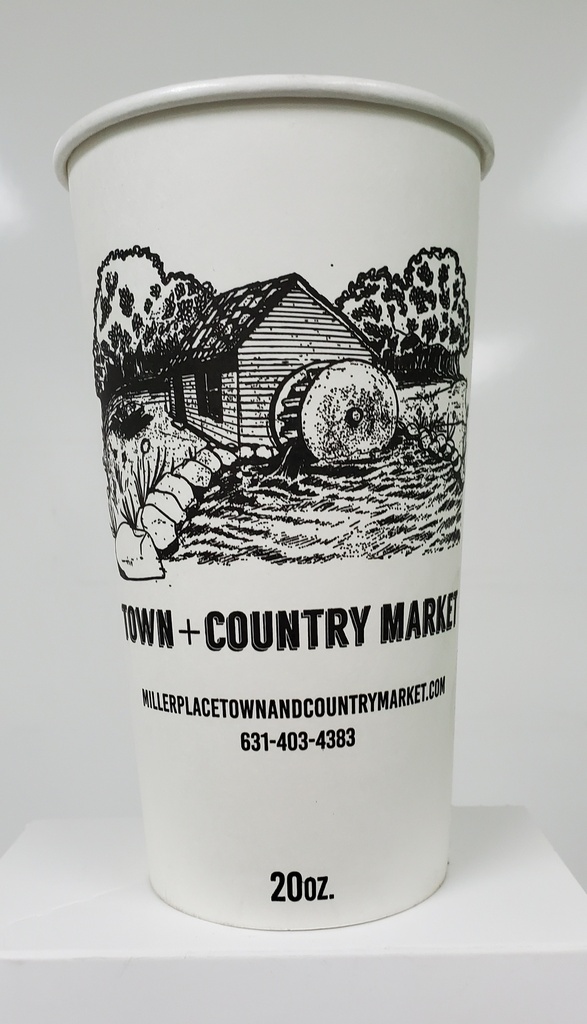 TOWN + COUNTRY MARKET
MILLERPLACETOWNANDCOUNTRYMARKET.COM
631-403-4383
20OZ.